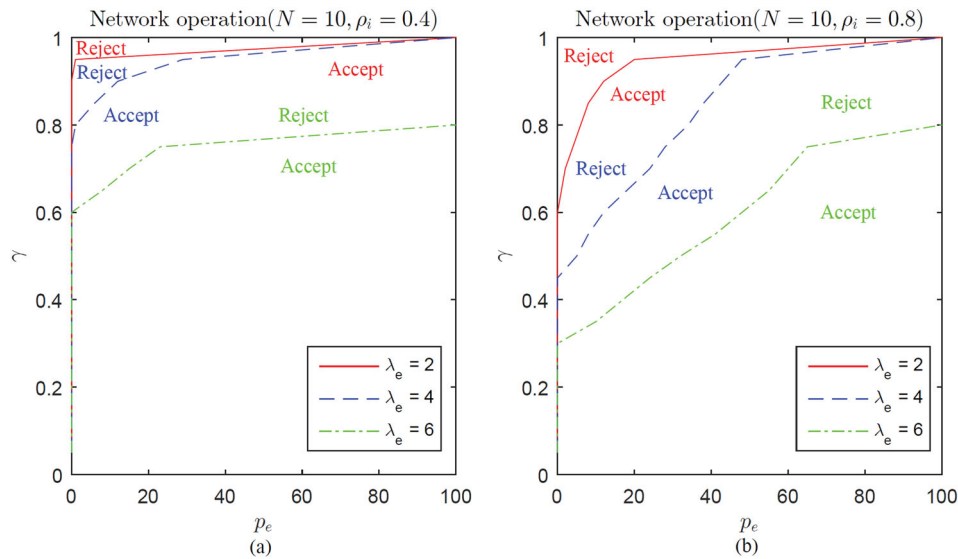 Network operation(N = 10, ρi = 0.4)
1
0.8
0.6
0.4
0.2
0
γ
Reject
Reject
Accept
Accept
Reject
Accept
λe = 2
λe = 4
λe = 6
0
20
40
60
80
100
pe
(a)
Network operation(N = 10, ρi = 0.8)
1
0.8
0.6
0.4
0.2
0
γ
Reject
Accept
Reject
Reject
Accept
Accept
λe = 2
λe = 4
λe = 6
0
20
40
60
80
100
pe
(b)